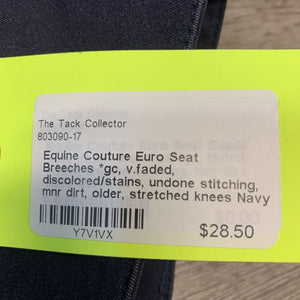 The Tack Collector
803090-17
Equine Couture Euro Seat
Breeches *gc, v.faded,
discolored/stains, undone stitching,
mnr dirt, older, stretched knees Navy
Y7V1VX
$28.50